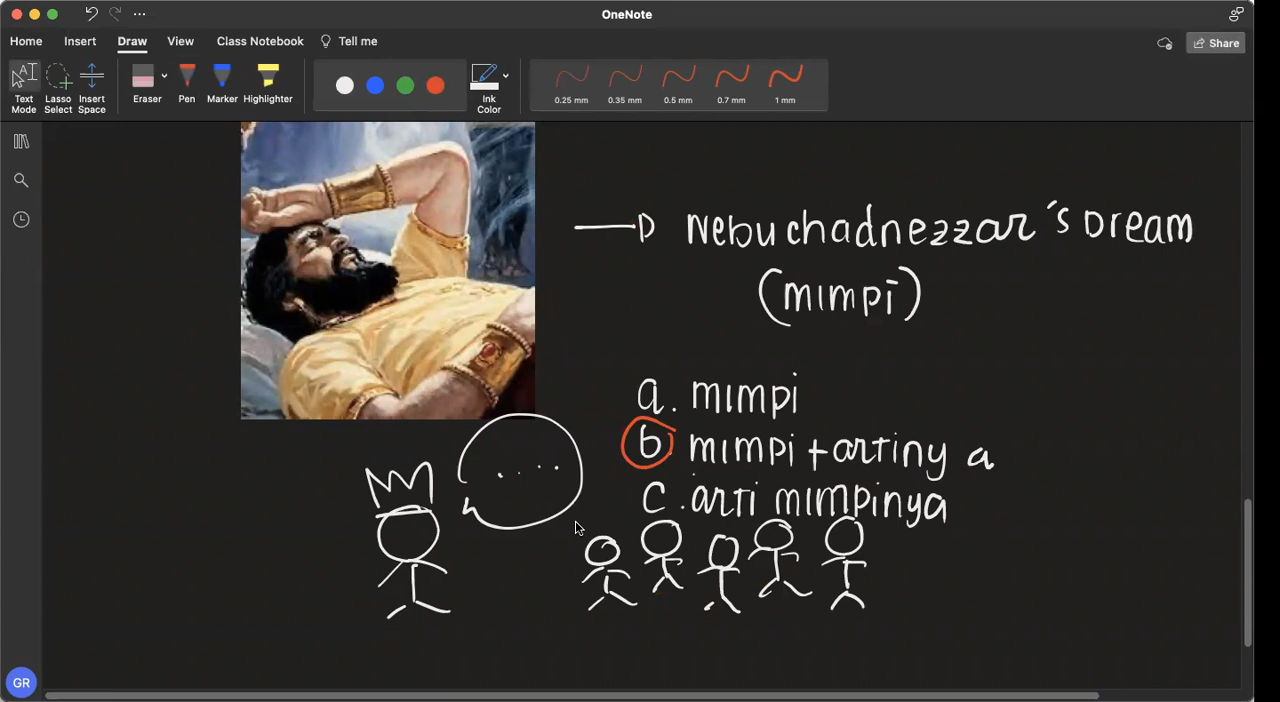 OneNote
Home Insert Draw View Class Notebook Tell me
Share
Text Mode
Lasso Select
Insert Space
Eraser
Pen
Marker
Highlighter
Ink Color
0.25 mm 0.35 mm 0.5 mm 0.7 mm 1 mm
Nebuchadnezzar's Dream
(mimpi)
a. mimpi
b. mimpi + artinya
c. arti mimpinya
GR